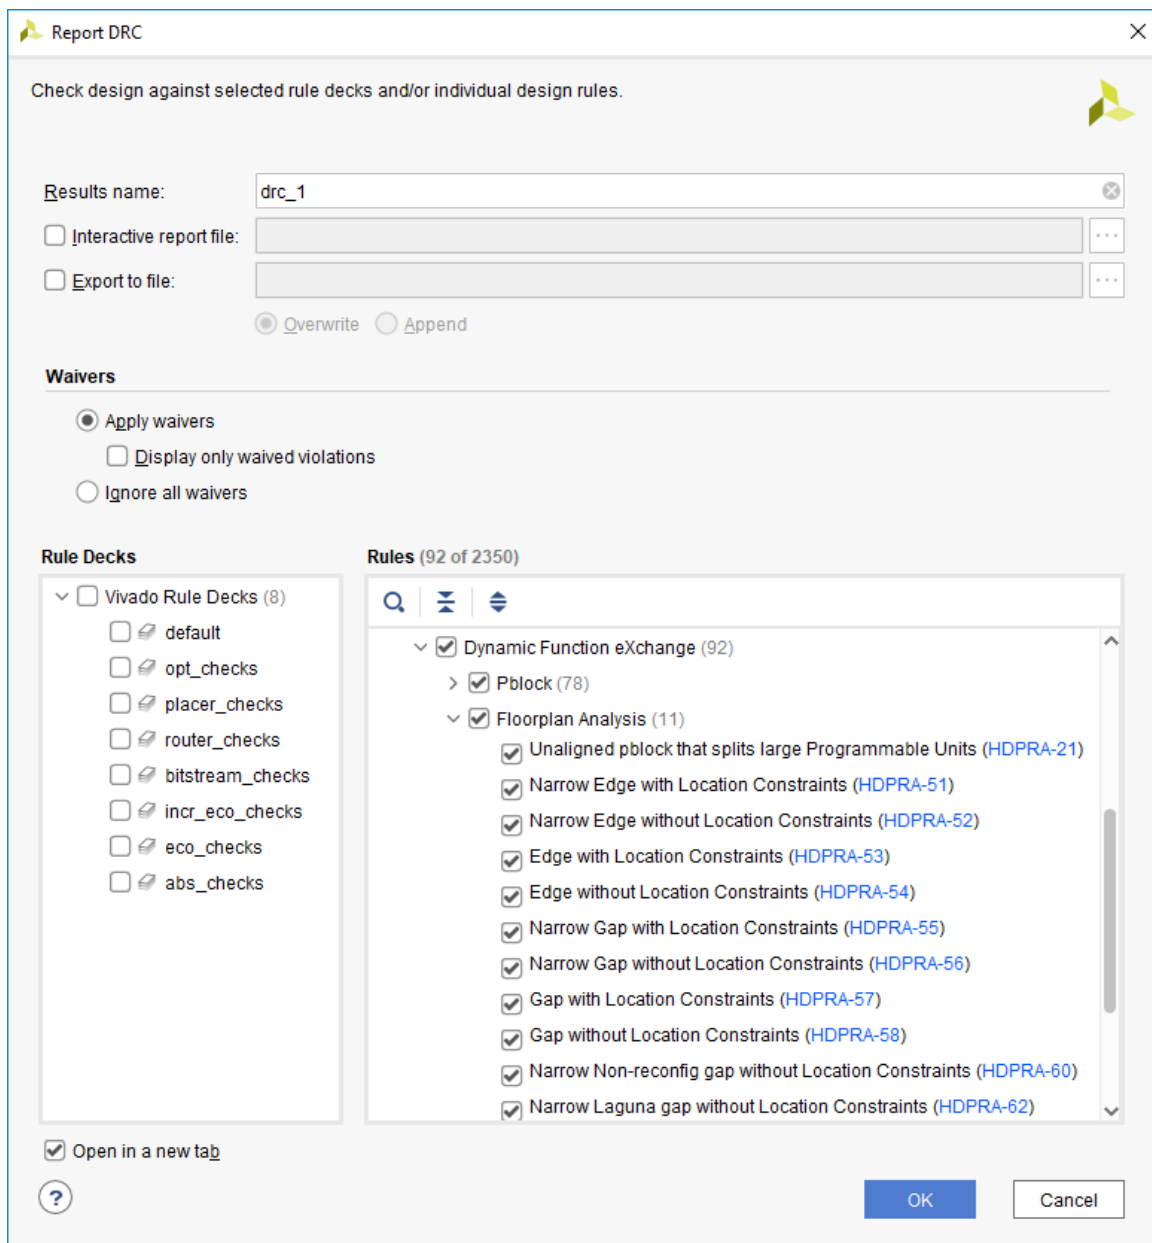 Report DRC
Check design against selected rule decks and/or individual design rules.
Results name: drc_1
Interactive report file: ...
Export to file: ...
Overwrite Append
Waivers
Apply waivers
Display only waived violations
Ignore all waivers
Rule Decks
Vivado Rule Decks (8)
default
opt_checks
placer_checks
router_checks
bitstream_checks
incr_eco_checks
eco_checks
abs_checks
Rules (92 of 2350)
Dynamic Function eXchange (92)
Pblock (78)
Floorplan Analysis (11)
Unaligned pblock that splits large Programmable Units (HDPRA-21)
Narrow Edge with Location Constraints (HDPRA-51)
Narrow Edge without Location Constraints (HDPRA-52)
Edge with Location Constraints (HDPRA-53)
Edge without Location Constraints (HDPRA-54)
Narrow Gap with Location Constraints (HDPRA-55)
Narrow Gap without Location Constraints (HDPRA-56)
Gap with Location Constraints (HDPRA-57)
Gap without Location Constraints (HDPRA-58)
Narrow Non-reconfig gap without Location Constraints (HDPRA-60)
Narrow Laguna gap without Location Constraints (HDPRA-62)
Open in a new tab
?
OK Cancel